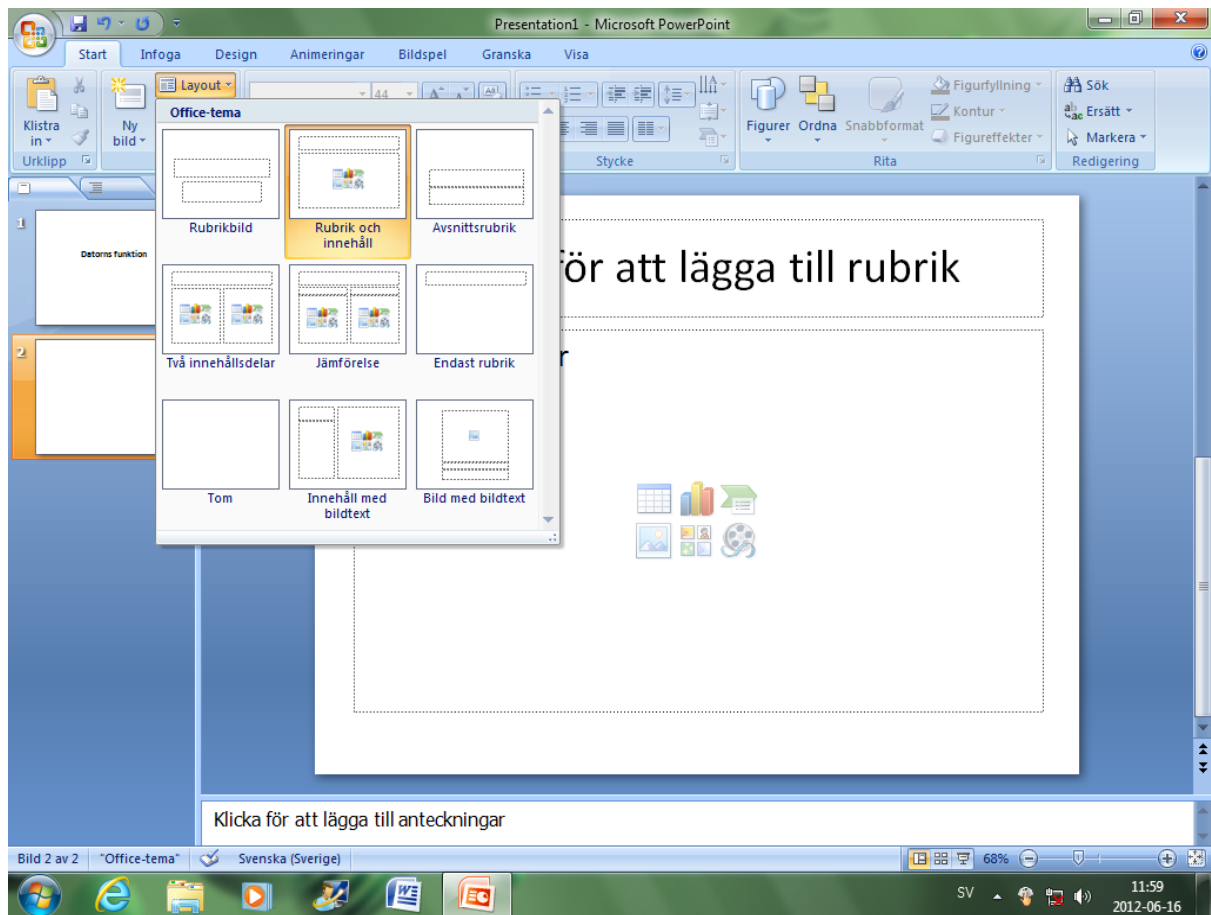 Presentation1 - Microsoft PowerPoint
Start Infoga Design Animeringar Bildspel Granska Visa
Klistra in
Urklipp
Ny bild
Layout
44
Stycke
Figurer Ordna Snabbformat
Figurfyllning
Kontur
Figureffekter
Rita
Sök
Ersätt
Markera
Redigering
Office-tema
Rubrikbild
Rubrik och innehåll
Avsnittsrubrik
Två innehållsdelar
Jämförelse
Endast rubrik
Tom
Innehåll med bildtext
Bild med bildtext
1
Datorns funktion
2
för att lägga till rubrik
r
Klicka för att lägga till anteckningar
Bild 2 av 2 "Office-tema" Svenska (Sverige) 68%
SV 11:59
2012-06-16